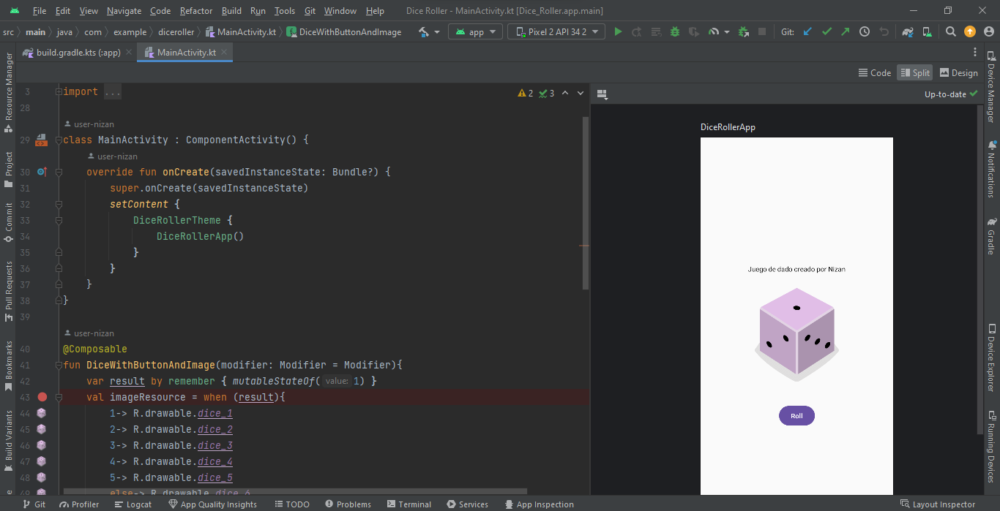 File Edit View Navigate Code Refactor Build Run Tools Git Window Help Dice Roller - MainActivity.kt [Dice_Roller.app.main]
src main java com example diceroller MainActivity.kt DiceWithButtonAndImage app Pixel 2 API 34 2 Git:
build.gradle.kts (:app) MainActivity.kt
Code Split Design
Resource Manager
Project
Commit
Pull Requests
Bookmarks
Build Variants
3 import ...
2 3
28
user-nizan
29 class MainActivity : ComponentActivity() {
user-nizan
30 override fun onCreate(savedInstanceState: Bundle?) {
31 super.onCreate(savedInstanceState)
32 setContent {
33 DiceRollerTheme {
34 DiceRollerApp()
35 }
36 }
37 }
38 }
39
user-nizan
40 @Composable
41 fun DiceWithButtonAndImage(modifier: Modifier = Modifier){
42 var result by remember { mutableStateOf( value: 1) }
43 val imageResource = when (result){
44 1-> R.drawable.dice_1
45 2-> R.drawable.dice_2
46 3-> R.drawable.dice_3
47 4-> R.drawable.dice_4
48 5-> R.drawable.dice_5
49 else-> R.drawable.dice_6
Up-to-date
DiceRollerApp
Juego de dado creado por Nizan
Roll
Device Manager
Notifications
Gradle
Device Explorer
Running Devices
Git Profiler Logcat App Quality Insights TODO Problems Terminal Services App Inspection Layout Inspector